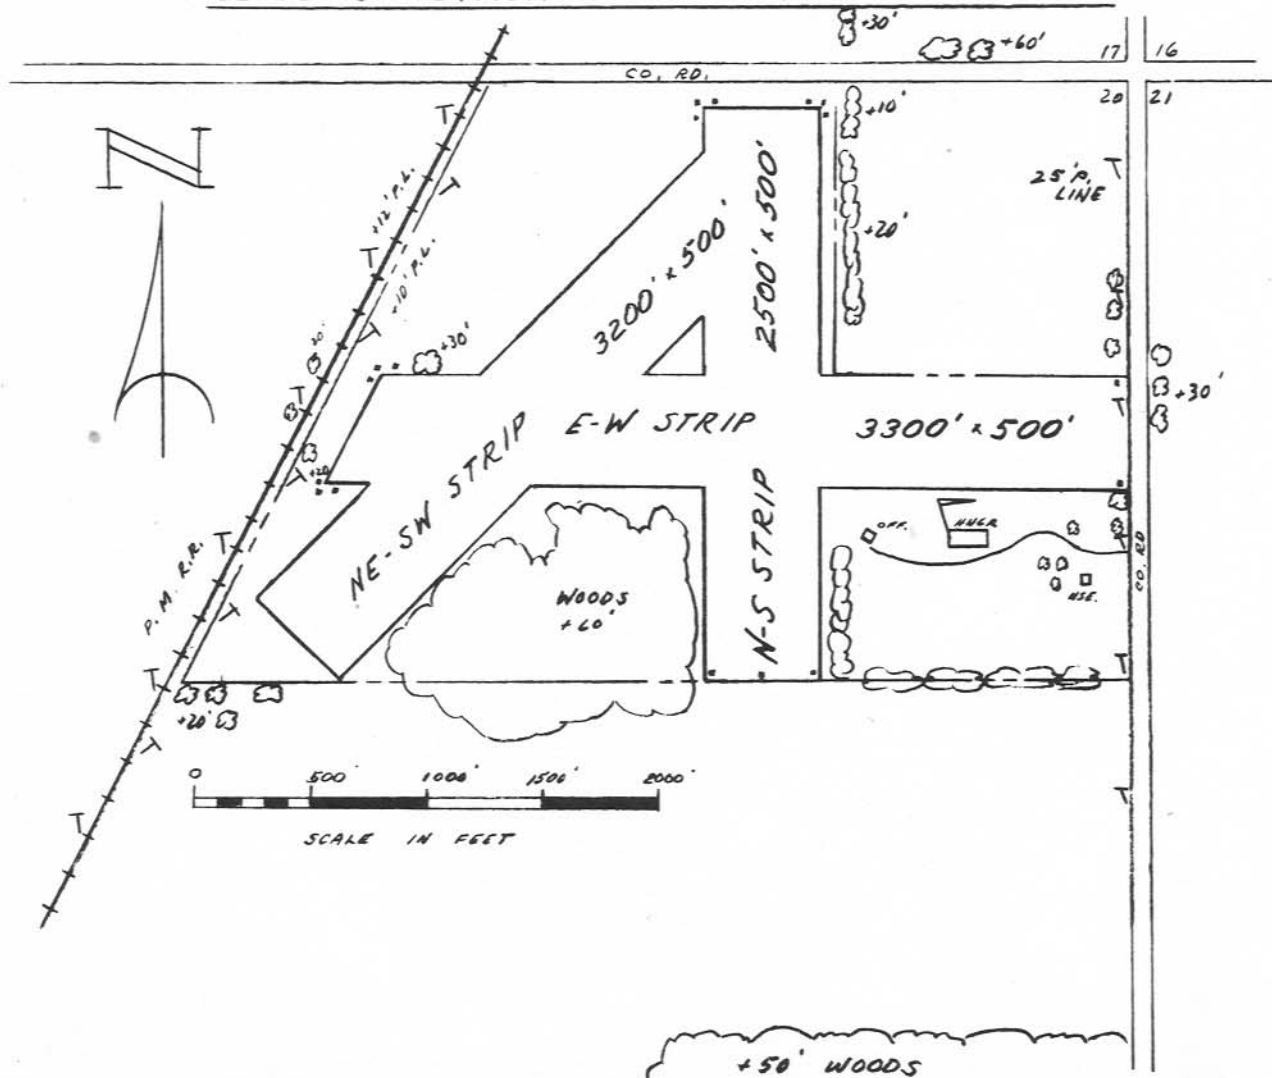 +30'
+60'
17 16
CO. RD.
20 21
N
+10'
25' P.
LINE
+12' P.L.
+10' P.L.
+20'
3200' x 500'
2500' x 500'
20'
+30'
+30'
E-W STRIP
3300' x 500'
+20
NE-SW STRIP
N-S STRIP
OFF.
HNGR
P. M. R.R.
WOODS
+60'
CO. RD
HSE.
+20'
0 500' 1000' 1500' 2000'
SCALE IN FEET
+50' WOODS